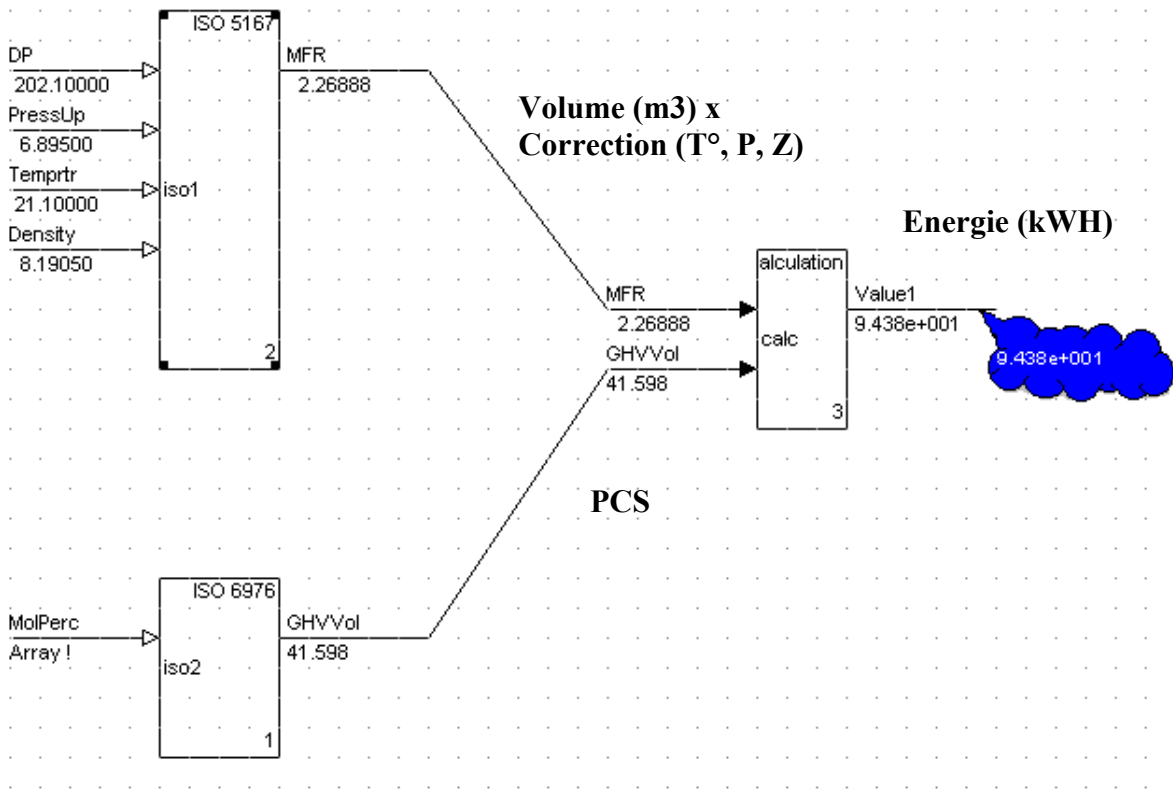 ISO 5167
DP
202.10000
PressUp
6.89500
Temprtr
21.10000
Density
8.19050
iso1
2
MFR
2.26888
Volume (m3) x
Correction (T°, P, Z)
Energie (kWH)
alculation
MFR
2.26888
GHVVol
41.598
calc
3
Value1
9.438e+001
9.438e+001
PCS
ISO 6976
MolPerc
Array !
iso2
1
GHVVol
41.598